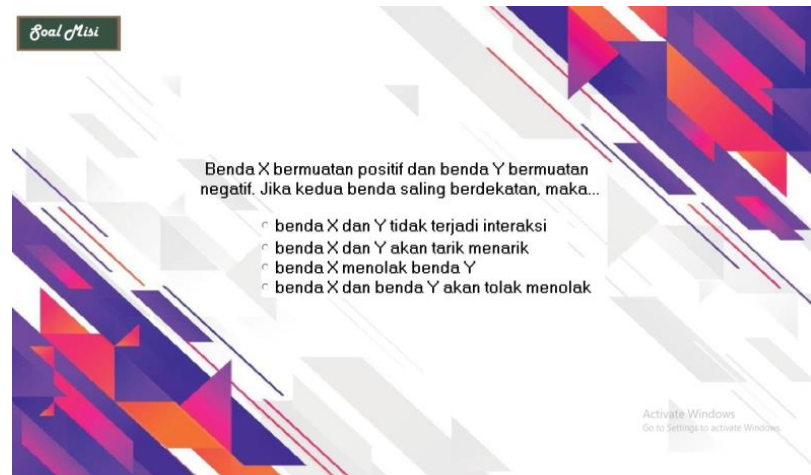 Soal Misi
Benda X bermuatan positif dan benda Y bermuatan
negatif. Jika kedua benda saling berdekatan, maka...
benda X dan Y tidak terjadi interaksi
benda X dan Y akan tarik menarik
benda X menolak benda Y
benda X dan benda Y akan tolak menolak
Activate Windows
Go to Settings to activate Windows.